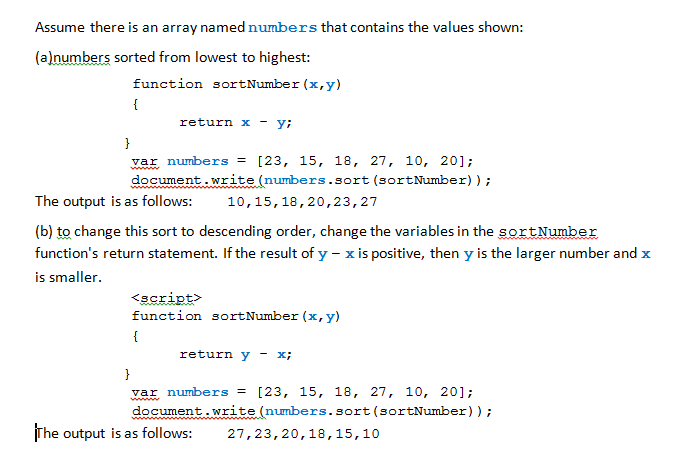 Assume there is an array named numbers that contains the values shown:
(a)numbers sorted from lowest to highest:
function sortNumber(x,y)
{
return x - y;
}
var numbers = [23, 15, 18, 27, 10, 20];
document.write(numbers.sort(sortNumber));
The output is as follows: 10,15,18,20,23,27
(b) to change this sort to descending order, change the variables in the sortNumber
function's return statement. If the result of y – x is positive, then y is the larger number and x
is smaller.
<script>
function sortNumber(x,y)
{
return y - x;
}
var numbers = [23, 15, 18, 27, 10, 20];
document.write(numbers.sort(sortNumber));
The output is as follows: 27,23,20,18,15,10